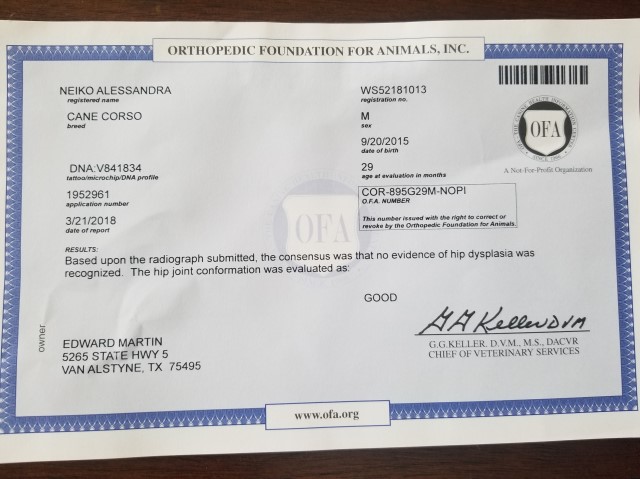 ORTHOPEDIC FOUNDATION FOR ANIMALS, INC.
NEIKO ALESSANDRA
registered name
WS52181013
registration no.
CANE CORSO
breed
M
sex
9/20/2015
date of birth
DNA:V841834
tattoo/microchip/DNA profile
29
age at evaluation in months
1952961
application number
COR-895G29M-NOPI
O.F.A. NUMBER
3/21/2018
date of report
This number issued with the right to correct or
revoke by the Orthopedic Foundation for Animals.
OFA
A Not-For-Profit Organization
OFA
RESULTS:
Based upon the radiograph submitted, the consensus was that no evidence of hip dysplasia was
recognized. The hip joint conformation was evaluated as:
GOOD
owner
EDWARD MARTIN
5265 STATE HWY 5
VAN ALSTYNE, TX 75495
GG Keller DVM
G.G.KELLER, D.V.M., M.S., DACVR
CHIEF OF VETERINARY SERVICES
www.ofa.org